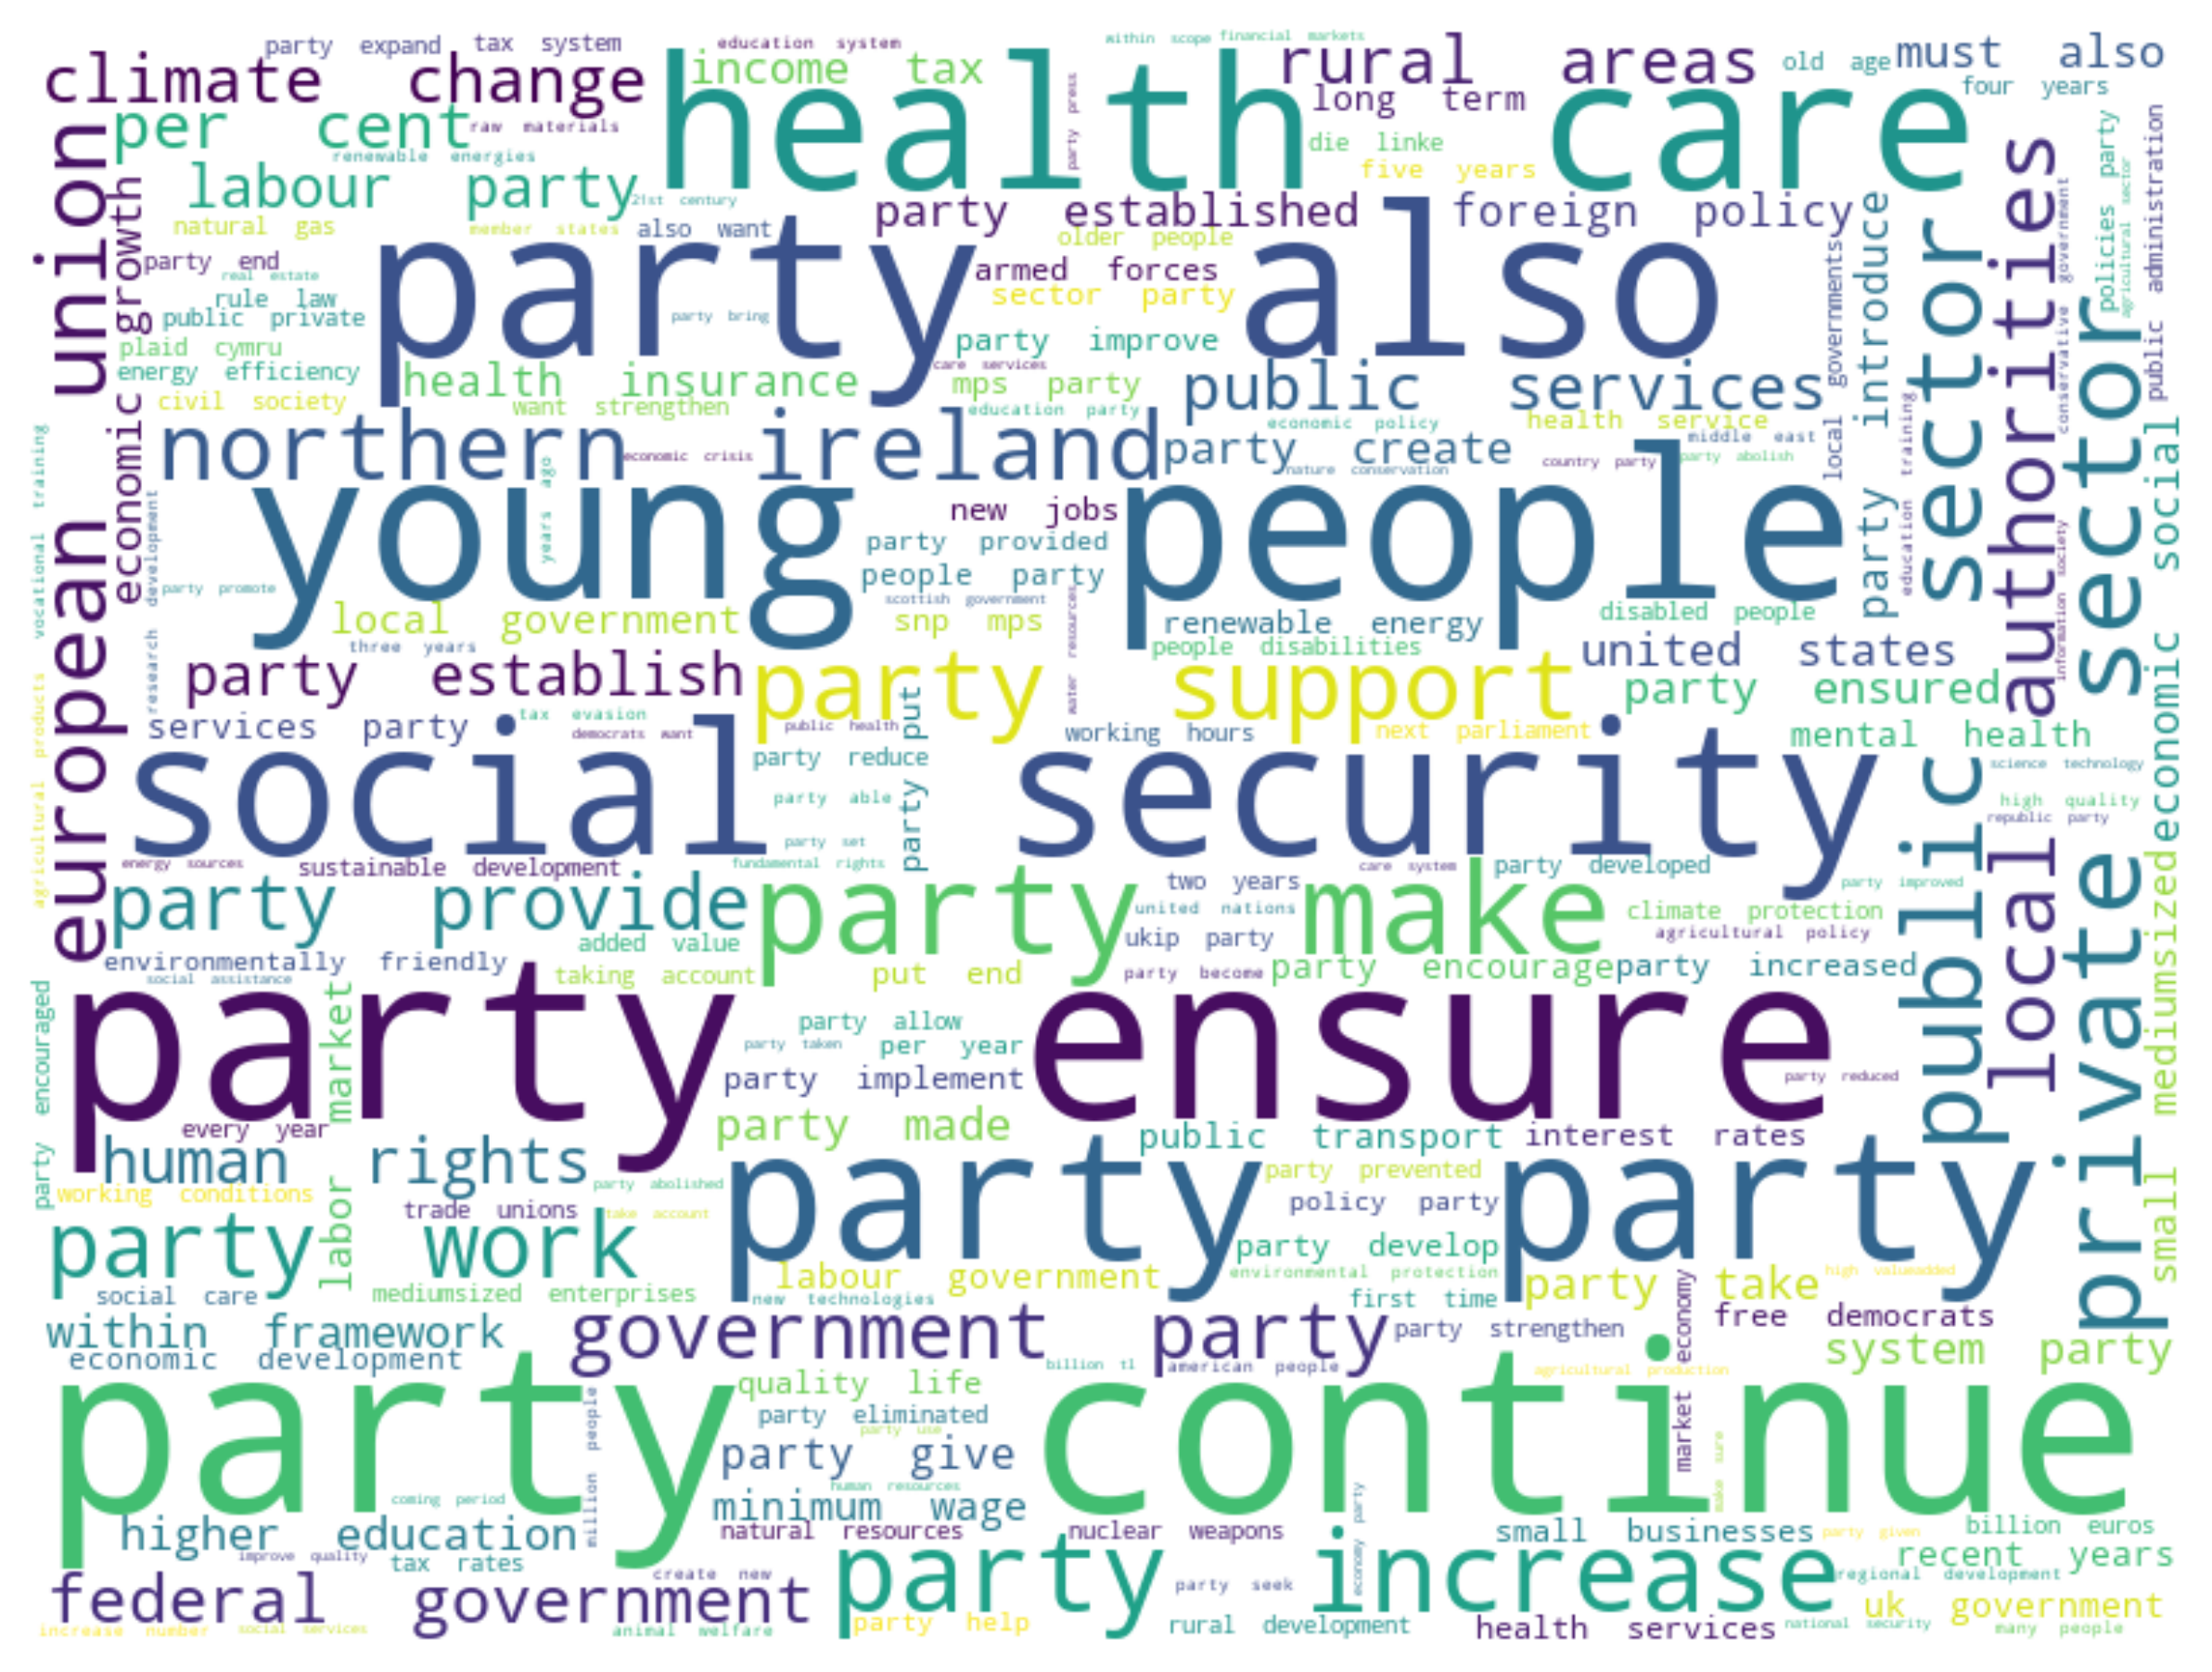 party expand
tax system
education system
within scope
financial markets
climate change
income tax
rural areas
old age
must also
health care
long term
four years
per cent
raw materials
party press
die linke
renewable energies
five years
labour party
21st century
party established
foreign policy
natural gas
member states
also want
older people
party also
party end
real estate
armed forces
rule law
sector party
public private
party bring
plaid cymru
party improve
energy efficiency
health insurance
care services
mps party
public services
civil society
want strengthen
education party
economic policy
health service
northern ireland
economic crisis
party create
middle east
nature conservation
country party
party abolish
young people
years ago
new jobs
party provided
people party
party promote
scottish government
local government
snp mps
renewable energy
disabled people
three years
people disabilities
united states
party establish
party support
party ensured
water resources
services party
tax evasion
democrats want
public health
working hours
next parliament
mental health
social security
party reduce
party put
science technology
party able
high quality
republic party
party set
energy sources
sustainable development
fundamental rights
care system
party developed
party provide
party make
two years
party improved
united nations
climate protection
added value
ukip party
agricultural policy
environmentally friendly
social assistance
taking account
put end
party become
party encourage
party increased
party ensure
party allow
party taken
per year
party implement
party reduced
every year
party made
public transport
interest rates
human rights
party prevented
working conditions
party abolished
trade unions
take account
policy party
party party
party work
party develop
labour government
environmental protection
party take
high valueadded
social care
mediumsized enterprises
new technologies
first time
free democrats
within framework
government party
party strengthen
system party
economic development
billion tl
american people
agricultural production
party continue
quality life
party eliminated
party use
party give
coming period
human resources
minimum wage
higher education
natural resources
nuclear weapons
small businesses
party given
billion euros
improve quality
tax rates
recent years
federal government
create new
party increase
party seek
regional development
uk government
increase number
social services
animal welfare
party help
rural development
health services
national security
many people
european union
economic growth
vocational training
agricultural products
research development
party encouraged
labor market
million people
economy party
make sure
market economy
local governments
party introduce
education training
public sector
local authorities
information society
conservative government
private sector
policies party
agricultural sector
public administration
economic social
small mediumsized